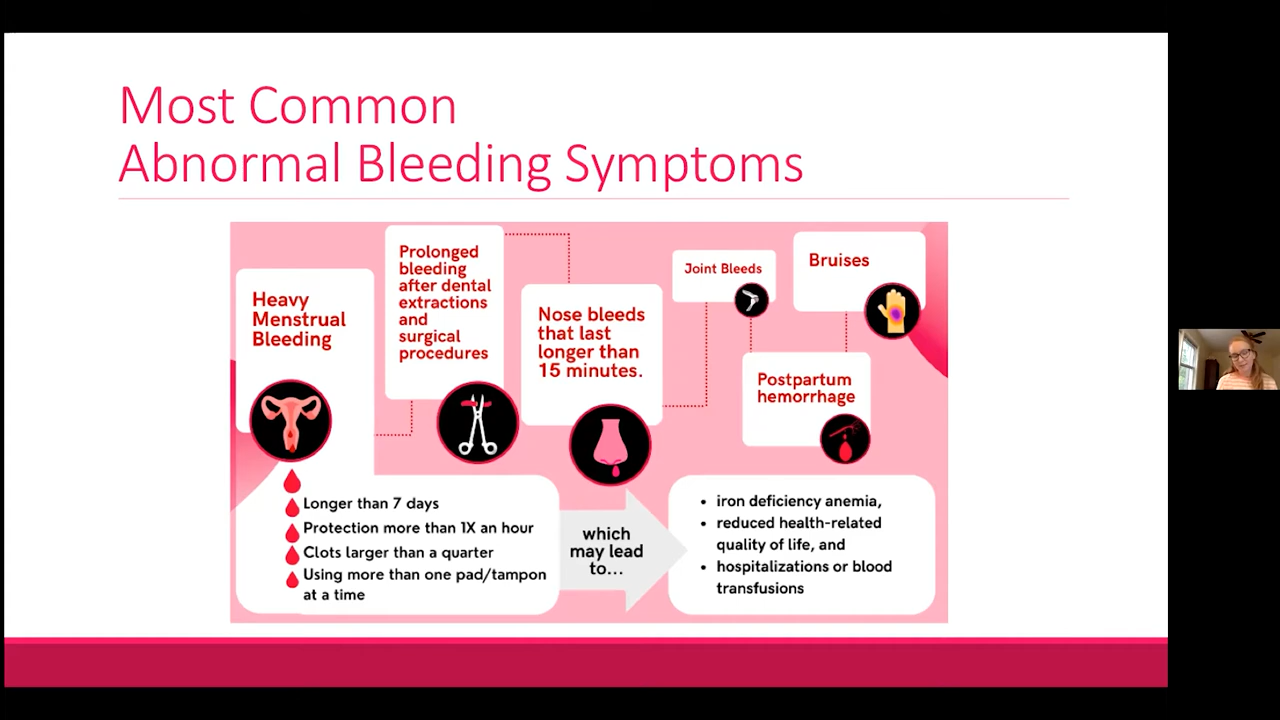 Most Common
Abnormal Bleeding Symptoms
Heavy
Menstrual
Bleeding
Prolonged
bleeding
after dental
extractions
and
surgical
procedures
Nose bleeds
that last
longer than
15 minutes.
Joint Bleeds
Bruises
Postpartum
hemorrhage
Longer than 7 days
Protection more than 1X an hour
Clots larger than a quarter
Using more than one pad/tampon
at a time
which
may lead
to...
• iron deficiency anemia,
• reduced health-related
quality of life, and
• hospitalizations or blood
transfusions